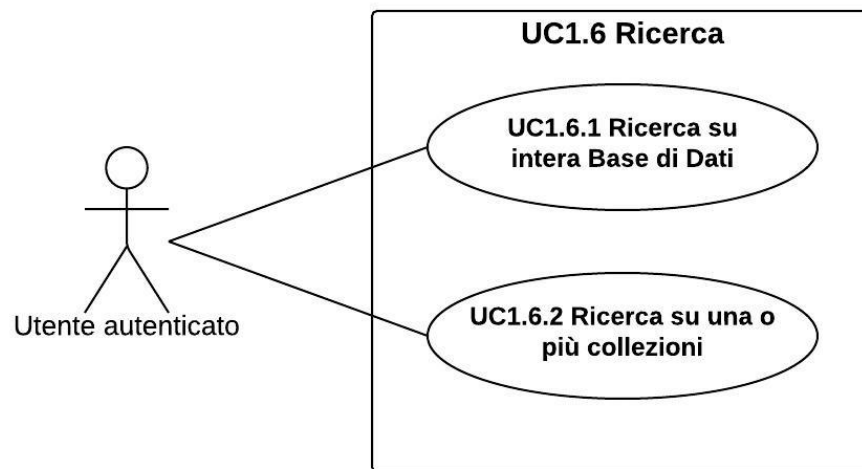 UC1.6 Ricerca
UC1.6.1 Ricerca su
intera Base di Dati
UC1.6.2 Ricerca su una o
più collezioni
Utente autenticato